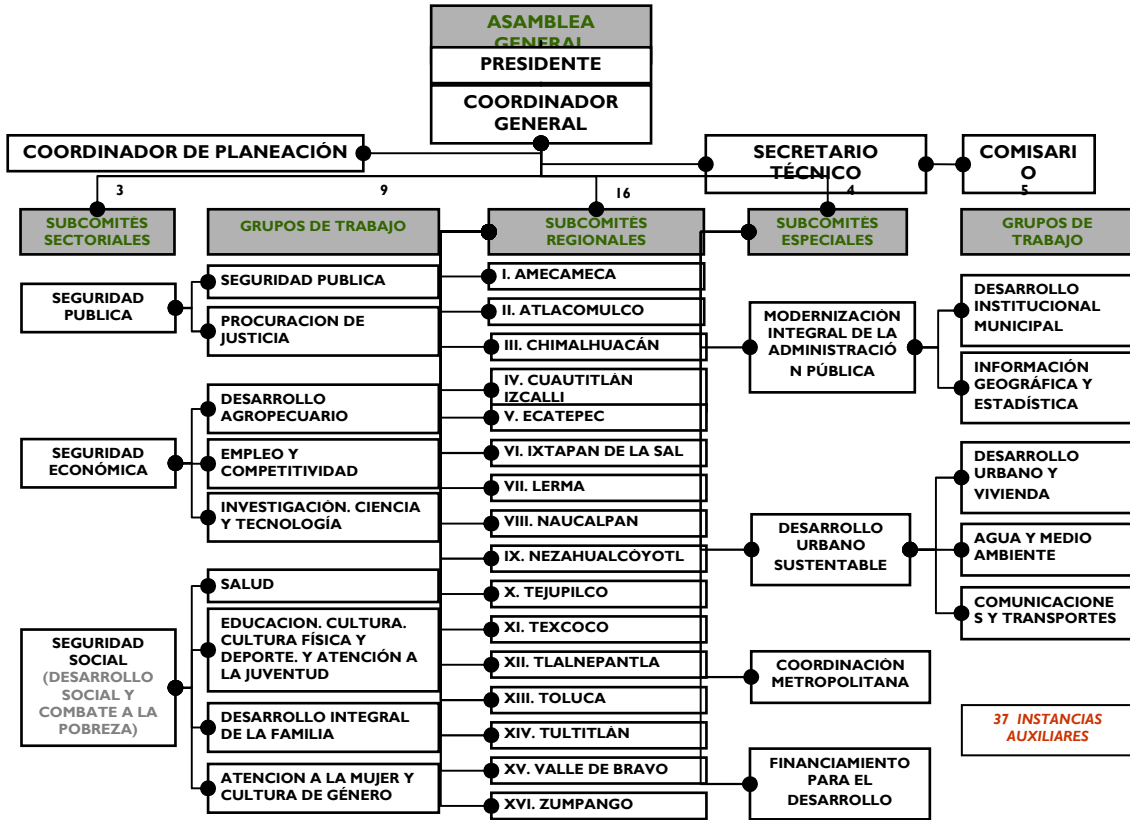 ASAMBLEA
GENERAL
PRESIDENTE
COORDINADOR
GENERAL
COORDINADOR DE PLANEACIÓN
SECRETARIO
TÉCNICO
COMISARI
O
3
9
16
4
5
SUBCOMITÉS
SECTORIALES
GRUPOS DE TRABAJO
SUBCOMITÉS
REGIONALES
SUBCOMITÉS
ESPECIALES
GRUPOS DE
TRABAJO
SEGURIDAD
PUBLICA
SEGURIDAD PUBLICA
PROCURACION DE
JUSTICIA
SEGURIDAD
ECONÓMICA
DESARROLLO
AGROPECUARIO
EMPLEO Y
COMPETITIVIDAD
INVESTIGACIÓN. CIENCIA
Y TECNOLOGÍA
SEGURIDAD
SOCIAL
(DESARROLLO
SOCIAL Y
COMBATE A LA
POBREZA)
SALUD
EDUCACION. CULTURA.
CULTURA FÍSICA Y
DEPORTE. Y ATENCIÓN A
LA JUVENTUD
DESARROLLO INTEGRAL
DE LA FAMILIA
ATENCION A LA MUJER Y
CULTURA DE GÉNERO
I. AMECAMECA
II. ATLACOMULCO
III. CHIMALHUACÁN
IV. CUAUTITLÁN
IZCALLI
V. ECATEPEC
VI. IXTAPAN DE LA SAL
VII. LERMA
VIII. NAUCALPAN
IX. NEZAHUALCÓYOTL
X. TEJUPILCO
XI. TEXCOCO
XII. TLALNEPANTLA
XIII. TOLUCA
XIV. TULTITLÁN
XV. VALLE DE BRAVO
XVI. ZUMPANGO
MODERNIZACIÓN
INTEGRAL DE LA
ADMINISTRACIÓ
N PÚBLICA
DESARROLLO
URBANO
SUSTENTABLE
COORDINACIÓN
METROPOLITANA
FINANCIAMIENTO
PARA EL
DESARROLLO
DESARROLLO
INSTITUCIONAL
MUNICIPAL
INFORMACIÓN
GEOGRÁFICA Y
ESTADÍSTICA
DESARROLLO
URBANO Y
VIVIENDA
AGUA Y MEDIO
AMBIENTE
COMUNICACIONE
S Y TRANSPORTES
37 INSTANCIAS
AUXILIARES